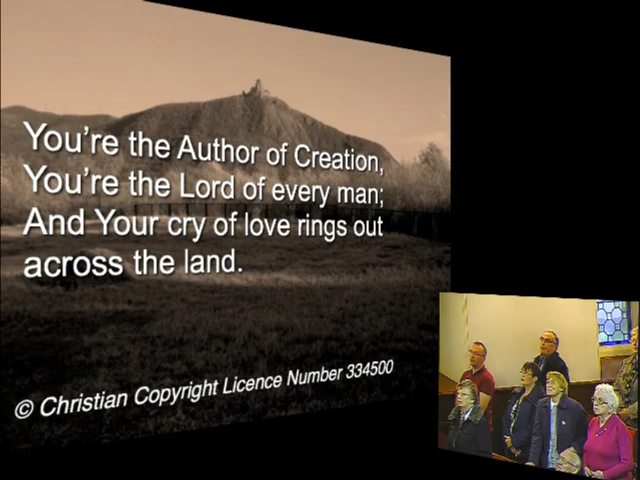 You're the Author of Creation,
You're the Lord of every man;
And Your cry of love rings out
across the land.
© Christian Copyright Licence Number 334500